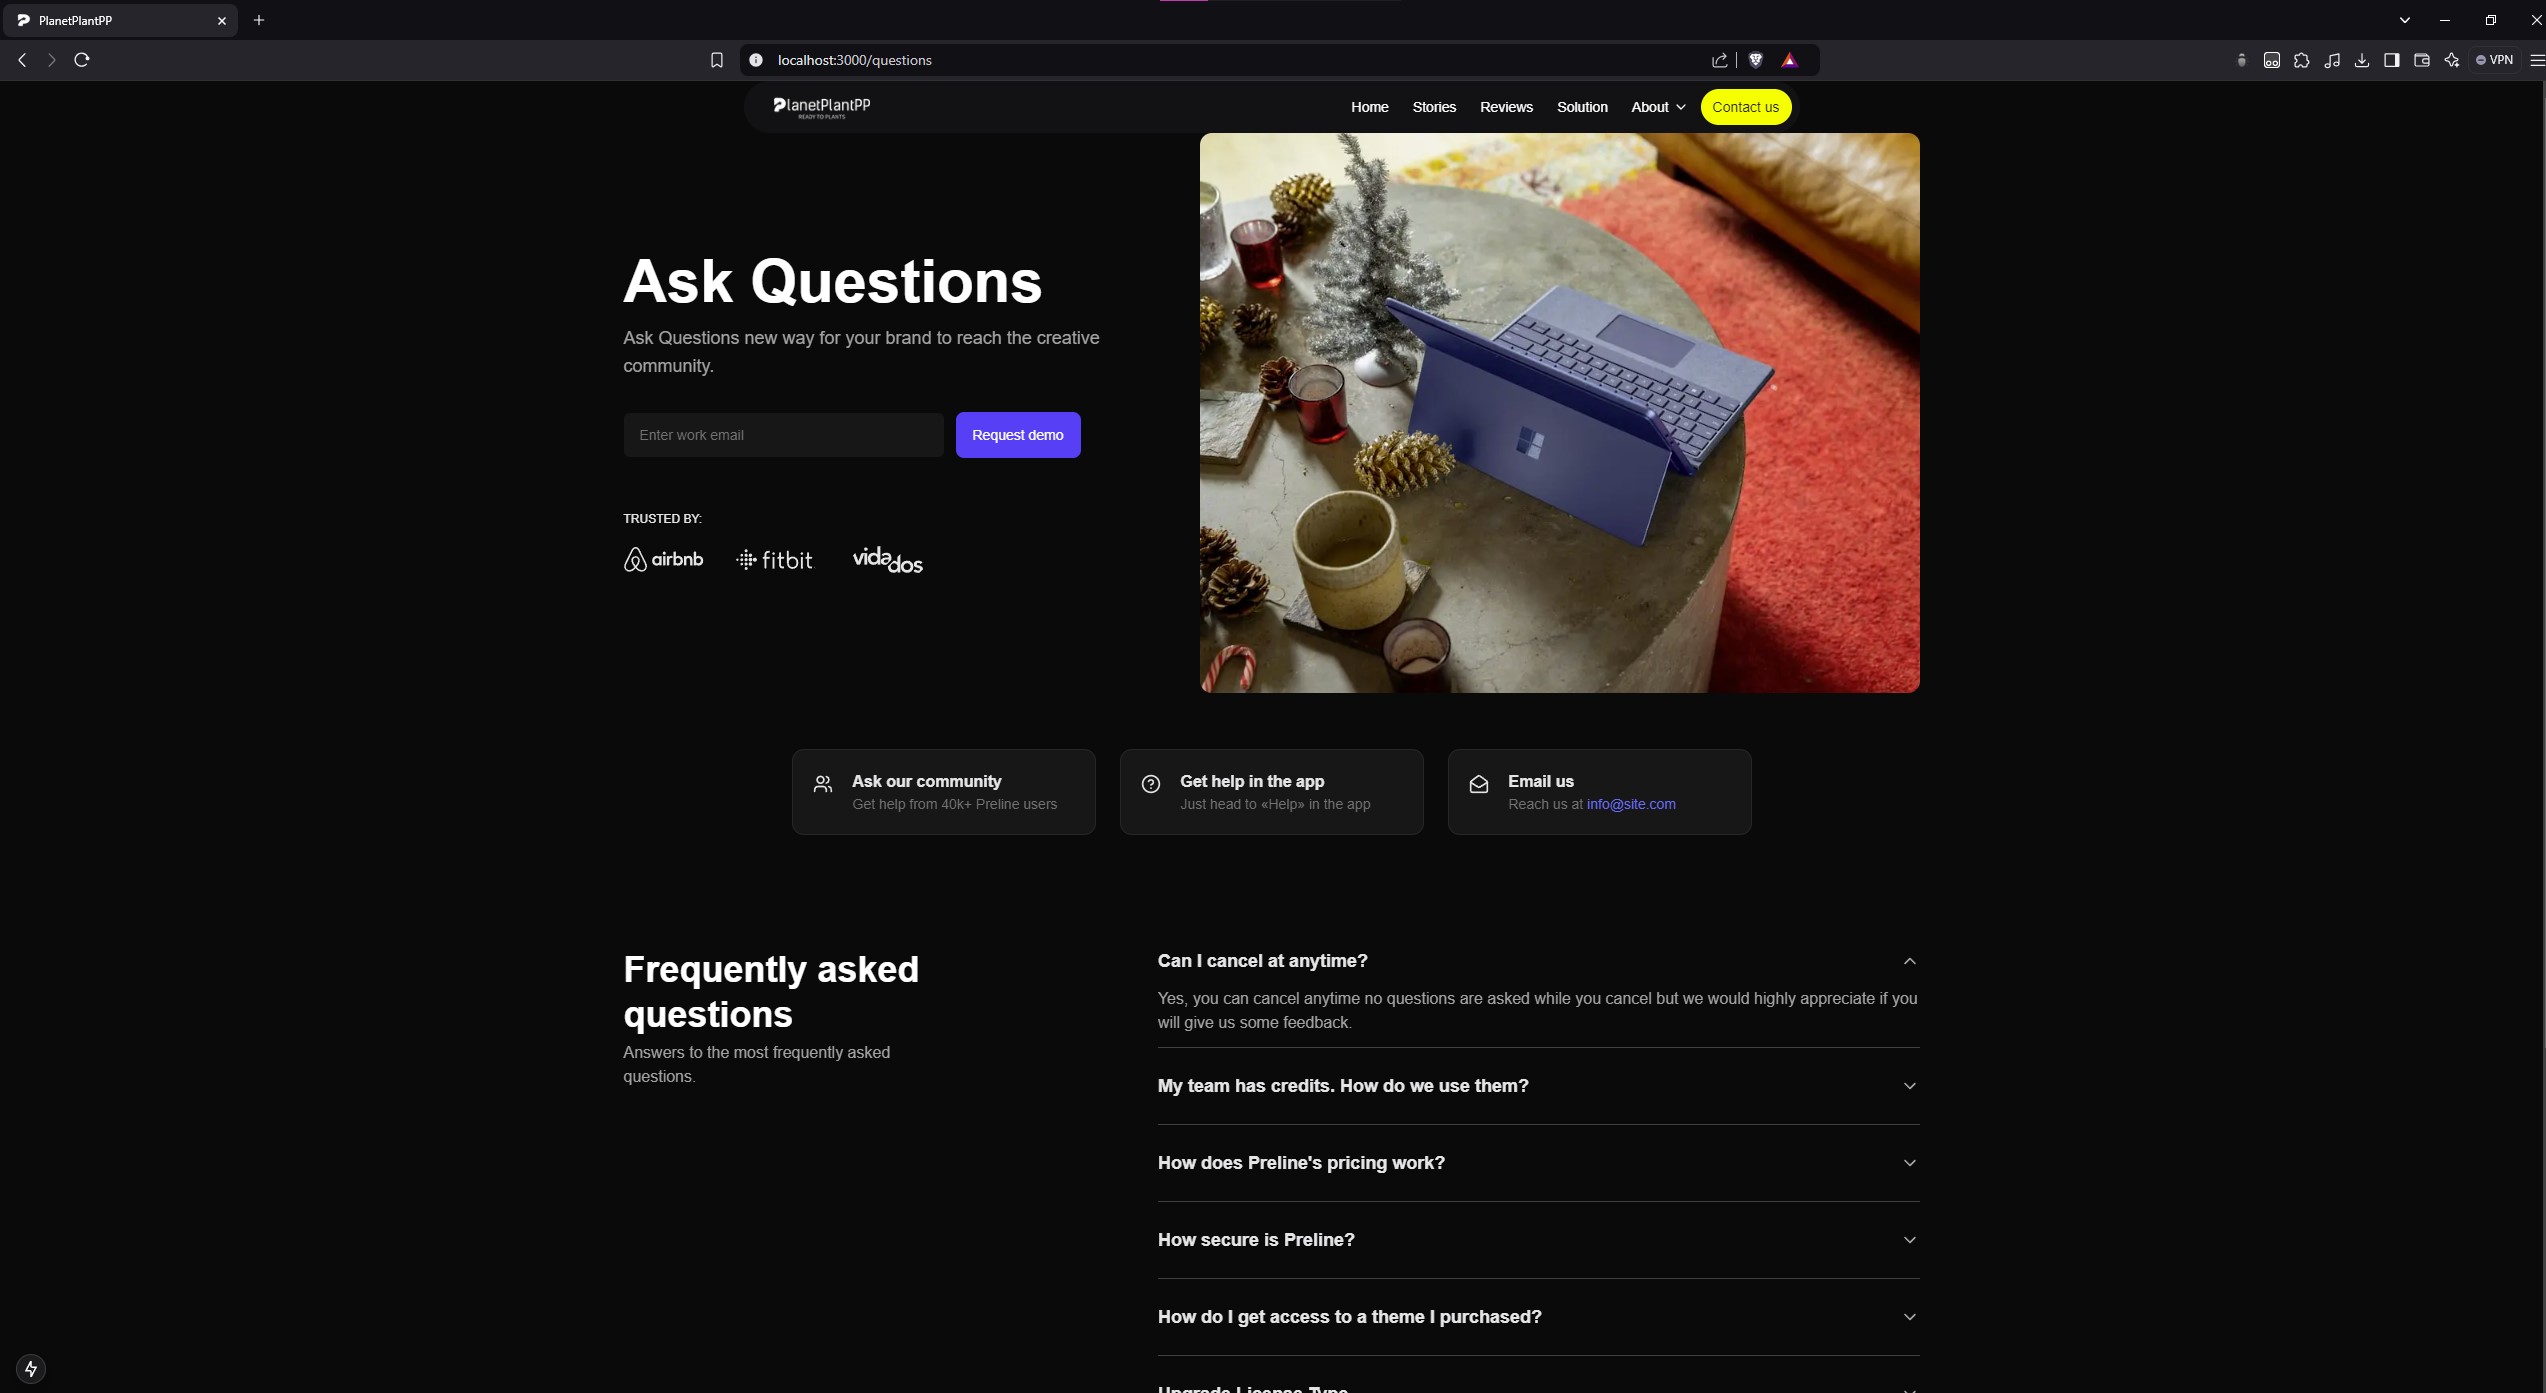 PlanetPlantPP
localhost:3000/questions
VPN
PlanetPlantPP
READY TO PLANTS
Home
Stories
Reviews
Solution
About
Contact us
Ask Questions
Ask Questions new way for your brand to reach the creative
community.
Enter work email
Request demo
TRUSTED BY:
airbnb
fitbit
vidados
Ask our community
Get help from 40k+ Preline users
Get help in the app
Just head to «Help» in the app
Email us
Reach us at info@site.com
Frequently asked
questions
Answers to the most frequently asked
questions.
Can I cancel at anytime?
Yes, you can cancel anytime no questions are asked while you cancel but we would highly appreciate if you
will give us some feedback.
My team has credits. How do we use them?
How does Preline's pricing work?
How secure is Preline?
How do I get access to a theme I purchased?
Upgrade License Type